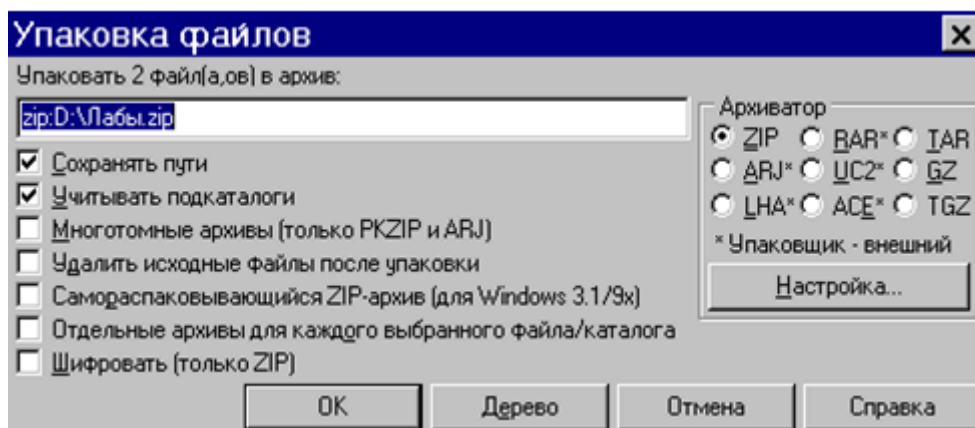 Упаковка файлов
Упаковать 2 файл(а,ов) в архив:
zip:D:\Лабы.zip
Сохранять пути
Учитывать подкаталоги
Многотомные архивы (только PKZIP и ARJ)
Удалить исходные файлы после упаковки
Самораспаковывающийся ZIP-архив (для Windows 3.1/9x)
Отдельные архивы для каждого выбранного файла/каталога
Шифровать (только ZIP)
Архиватор
ZIP RAR* TAR
ARJ* UC2* GZ
LHA* ACE* TGZ
* Упаковщик - внешний
Настройка...
OK Дерево Отмена Справка